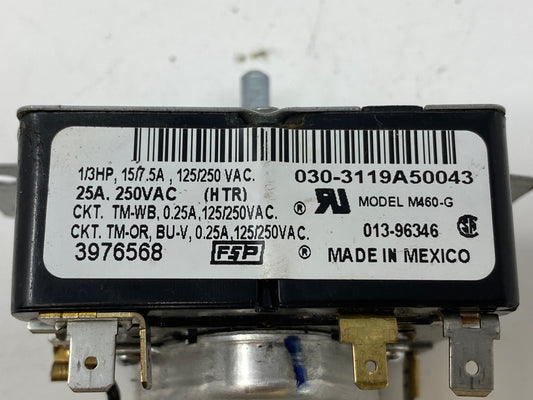 1/3HP, 15/7.5A , 125/250 VAC. 030-3119A50043
25A, 250VAC (HTR) ® MODEL M460-G
CKT. TM-WB, 0.25A,125/250VAC. 013-96346
CKT. TM-OR, BU-V, 0.25A,125/250VAC.
3976568 FSP ® MADE IN MEXICO